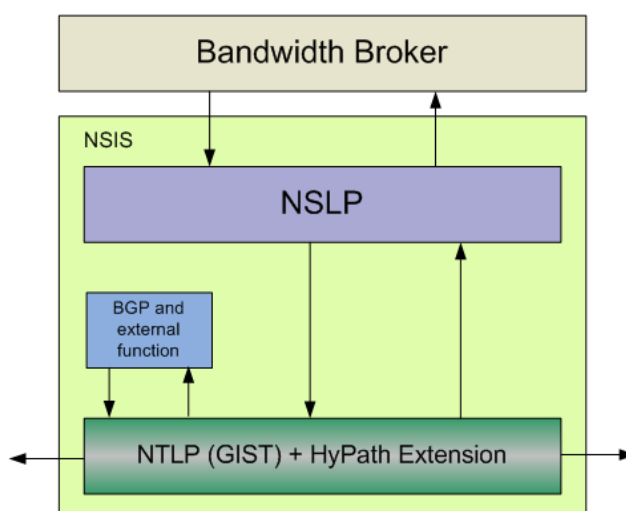 Bandwidth Broker
NSIS
NSLP
BGP and
external
function
NTLP (GIST) + HyPath Extension